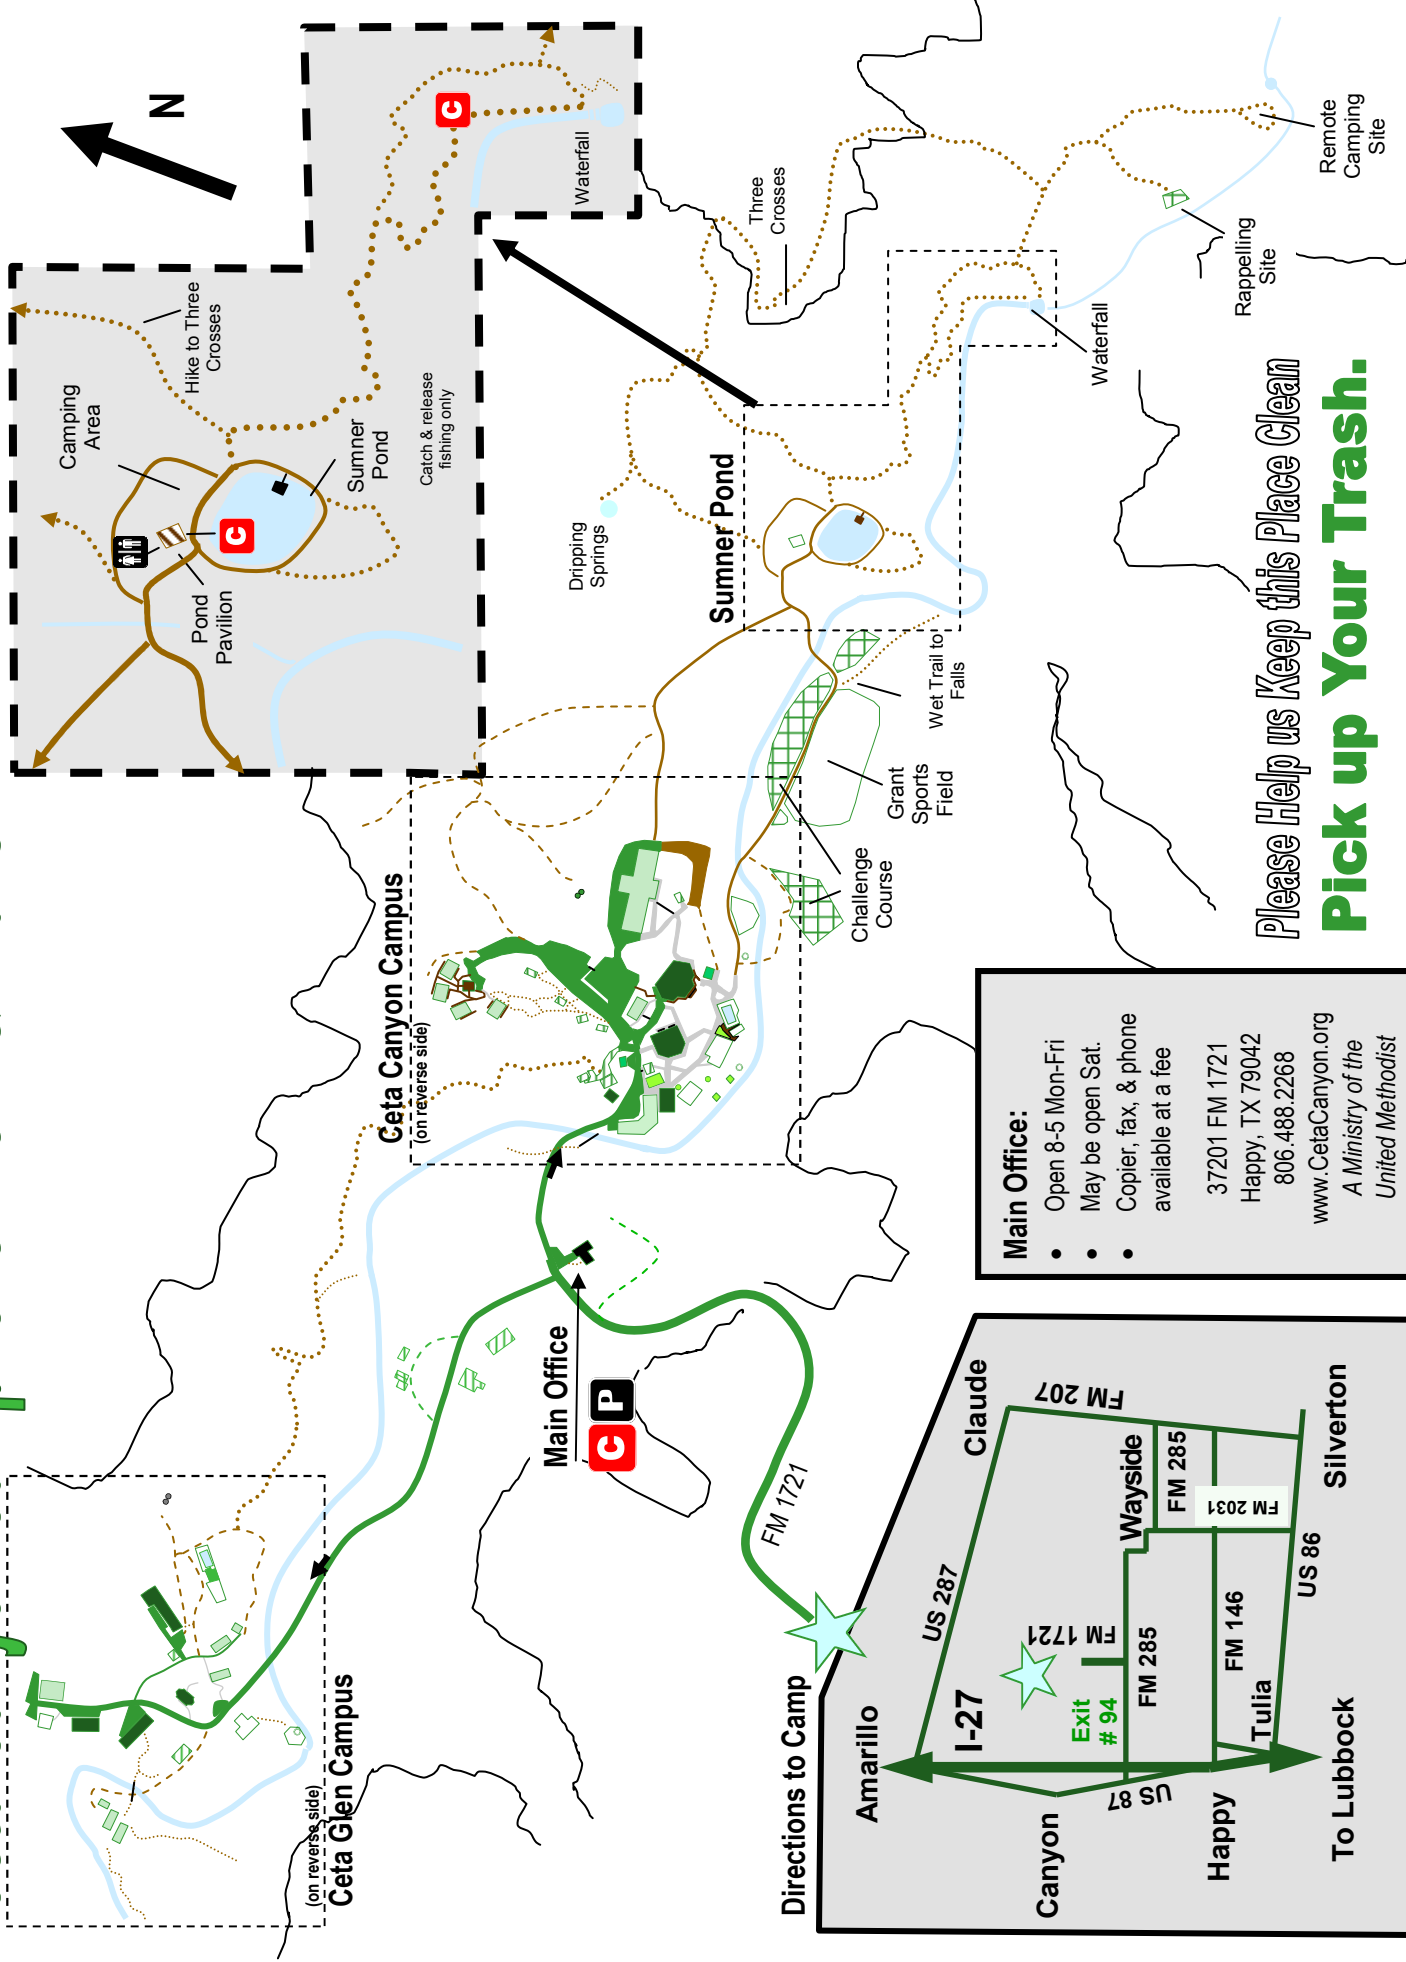 N
Camping
Area
Hike to Three
Crosses
Pond
Pavilion
C
Sumner
Pond
Catch & release
fishing only
C
Waterfall
Three
Crosses
Dripping
Springs
Sumner Pond
Wet Trail to
Falls
Grant
Sports
Field
Challenge
Course
Waterfall
Rappelling
Site
Remote
Camping
Site
Ceta Canyon Campus
(on reverse side)
(on reverse side)
Ceta Glen Campus
Main Office
C P
FM 1721
Please Help us Keep this Place Clean
Pick up Your Trash.
Directions to Camp
Amarillo
Claude
US 287
FM 207
I-27
Exit
# 94
FM 1721
Wayside
FM 285
FM 285
Canyon
US 87
FM 2031
FM 146
Happy
Tulia
US 86
Silverton
To Lubbock
Main Office:
• Open 8-5 Mon-Fri
• May be open Sat.
• Copier, fax, & phone
available at a fee
37201 FM 1721
Happy, TX 79042
806.488.2268
www.CetaCanyon.org
A Ministry of the
United Methodist